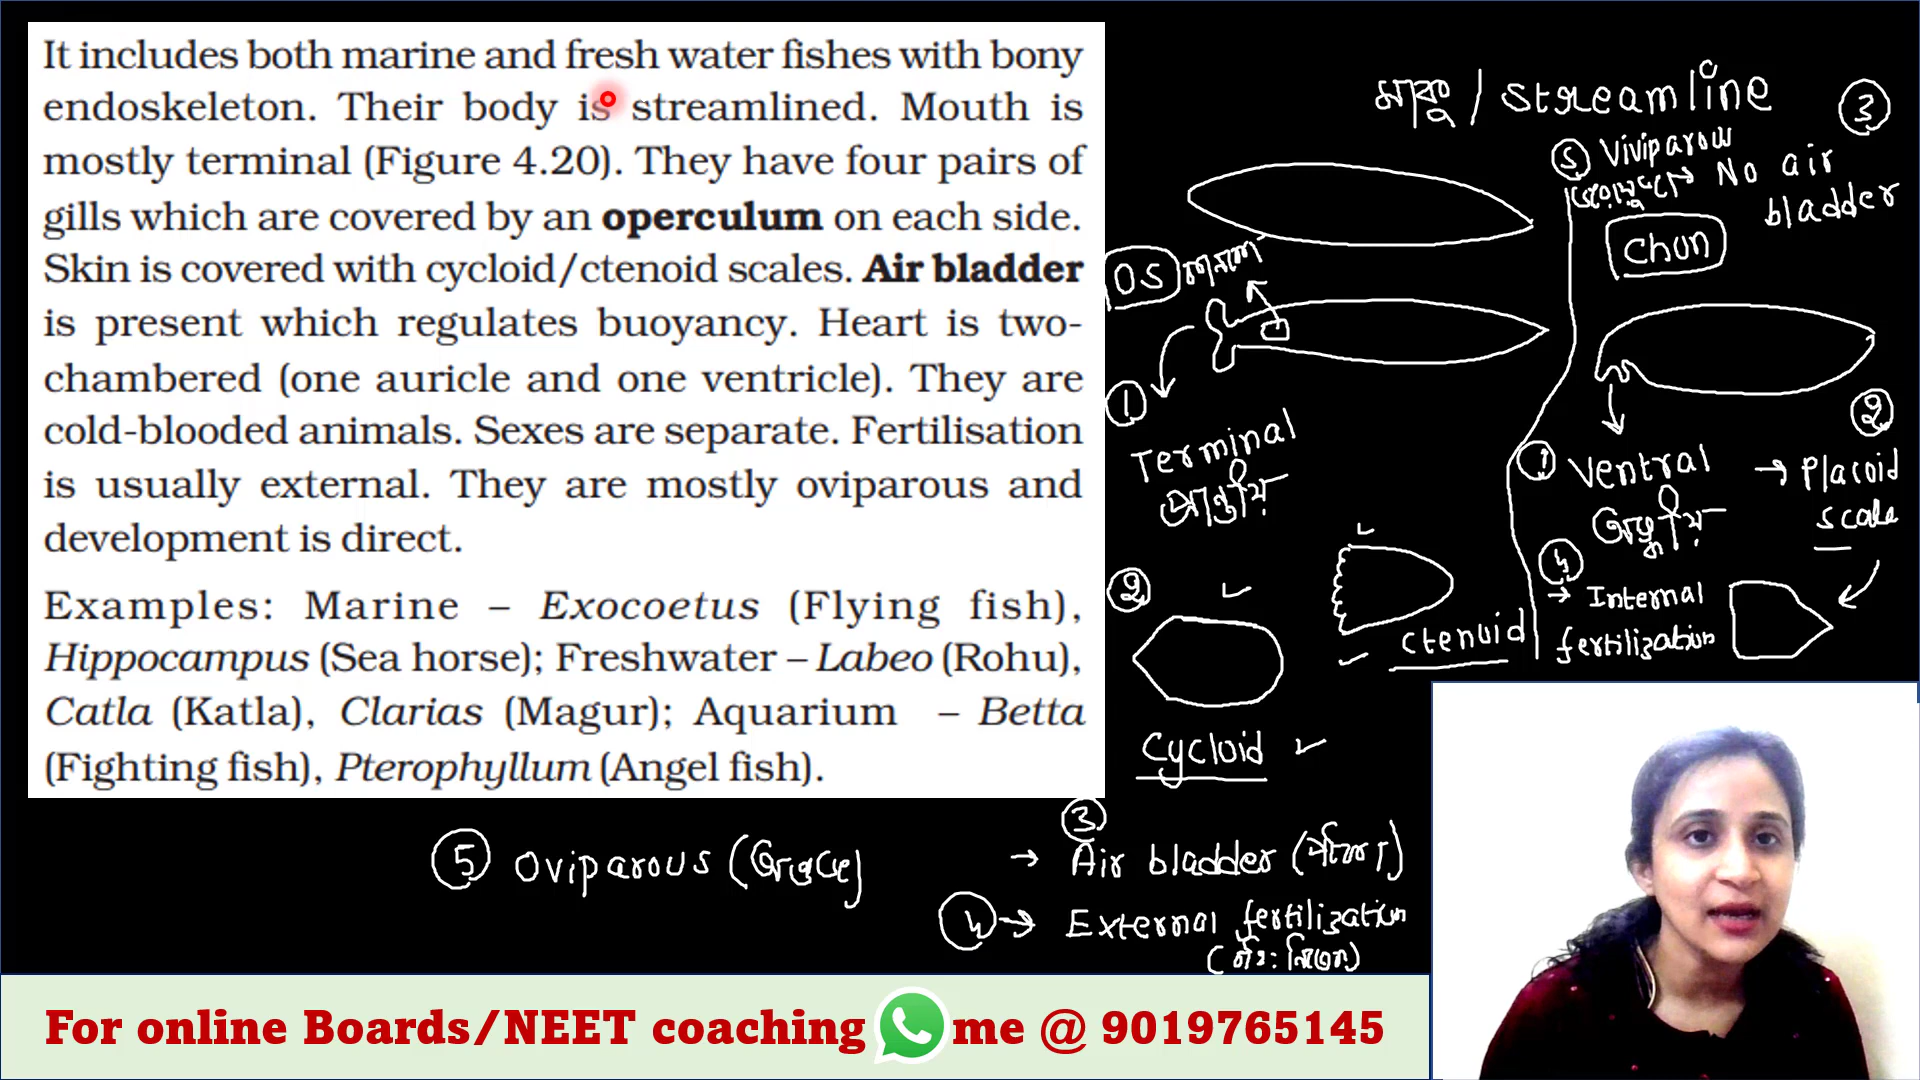 It includes both marine and fresh water fishes with bony
endoskeleton. Their body is streamlined. Mouth is
mostly terminal (Figure 4.20). They have four pairs of
gills which are covered by an operculum on each side.
Skin is covered with cycloid/ctenoid scales. Air bladder
is present which regulates buoyancy. Heart is two-
chambered (one auricle and one ventricle). They are
cold-blooded animals. Sexes are separate. Fertilisation
is usually external. They are mostly oviparous and
development is direct.
Examples: Marine – Exocoetus (Flying fish),
Hippocampus (Sea horse); Freshwater – Labeo (Rohu),
Catla (Katla), Clarias (Magur); Aquarium – Betta
(Fighting fish), Pterophyllum (Angel fish).
মাকু / streamline
OS
① Terminal
② Cycloid
ctenoid
③ → Air bladder
④ → External fertilization
(বহিঃ নিষেক)
⑤ Oviparous
Chon
① Ventral
② → Placoid
scale
③ No air
bladder
④ → Internal
fertilization
⑤ Viviparous
For online Boards/NEET coaching me @ 9019765145